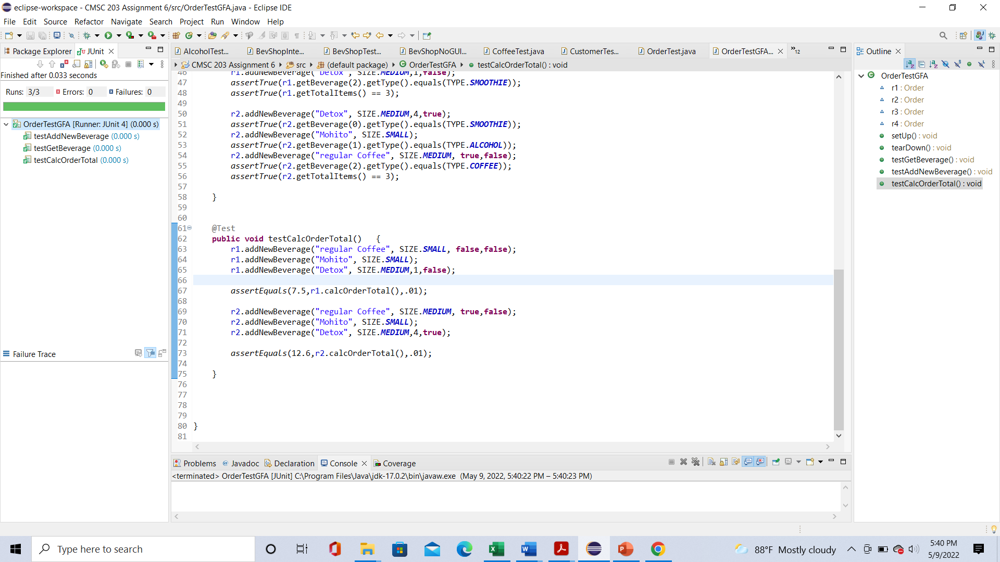 eclipse-workspace - CMSC 203 Assignment 6/src/OrderTestGFA.java - Eclipse IDE
File Edit Source Refactor Navigate Search Project Run Window Help
Package Explorer JUnit
Finished after 0.033 seconds
Runs: 3/3 Errors: 0 Failures: 0
OrderTestGFA [Runner: JUnit 4] (0.000 s)
testAddNewBeverage (0.000 s)
testGetBeverage (0.000 s)
testCalcOrderTotal (0.000 s)
Failure Trace
AlcoholTest... BevShopInte... BevShopTest... BevShopNoGUI... CoffeeTest.java CustomerTes... OrderTest.java OrderTestGFA... »12
CMSC 203 Assignment 6 src (default package) OrderTestGFA testCalcOrderTotal() : void
46 r1.addNewBeverage("Detox", SIZE.MEDIUM,1,false);
47 assertTrue(r1.getBeverage(2).getType().equals(TYPE.SMOOTHIE));
48 assertTrue(r1.getTotalItems() == 3);
49
50 r2.addNewBeverage("Detox", SIZE.MEDIUM,4,true);
51 assertTrue(r2.getBeverage(0).getType().equals(TYPE.SMOOTHIE));
52 r2.addNewBeverage("Mohito", SIZE.SMALL);
53 assertTrue(r2.getBeverage(1).getType().equals(TYPE.ALCOHOL));
54 r2.addNewBeverage("regular Coffee", SIZE.MEDIUM, true,false);
55 assertTrue(r2.getBeverage(2).getType().equals(TYPE.COFFEE));
56 assertTrue(r2.getTotalItems() == 3);
57
58 }
59
60
61 @Test
62 public void testCalcOrderTotal() {
63 r1.addNewBeverage("regular Coffee", SIZE.SMALL, false,false);
64 r1.addNewBeverage("Mohito", SIZE.SMALL);
65 r1.addNewBeverage("Detox", SIZE.MEDIUM,1,false);
66
67 assertEquals(7.5,r1.calcOrderTotal(),.01);
68
69 r2.addNewBeverage("regular Coffee", SIZE.MEDIUM, true,false);
70 r2.addNewBeverage("Mohito", SIZE.SMALL);
71 r2.addNewBeverage("Detox", SIZE.MEDIUM,4,true);
72
73 assertEquals(12.6,r2.calcOrderTotal(),.01);
74
75 }
76
77
78
79
80 }
81
Outline
OrderTestGFA
r1 : Order
r2 : Order
r3 : Order
r4 : Order
setUp() : void
tearDown() : void
testGetBeverage() : void
testAddNewBeverage() : void
testCalcOrderTotal() : void
Problems Javadoc Declaration Console Coverage
<terminated> OrderTestGFA [JUnit] C:\Program Files\Java\jdk-17.0.2\bin\javaw.exe (May 9, 2022, 5:40:22 PM – 5:40:23 PM)
Type here to search
88°F Mostly cloudy
5:40 PM
5/9/2022